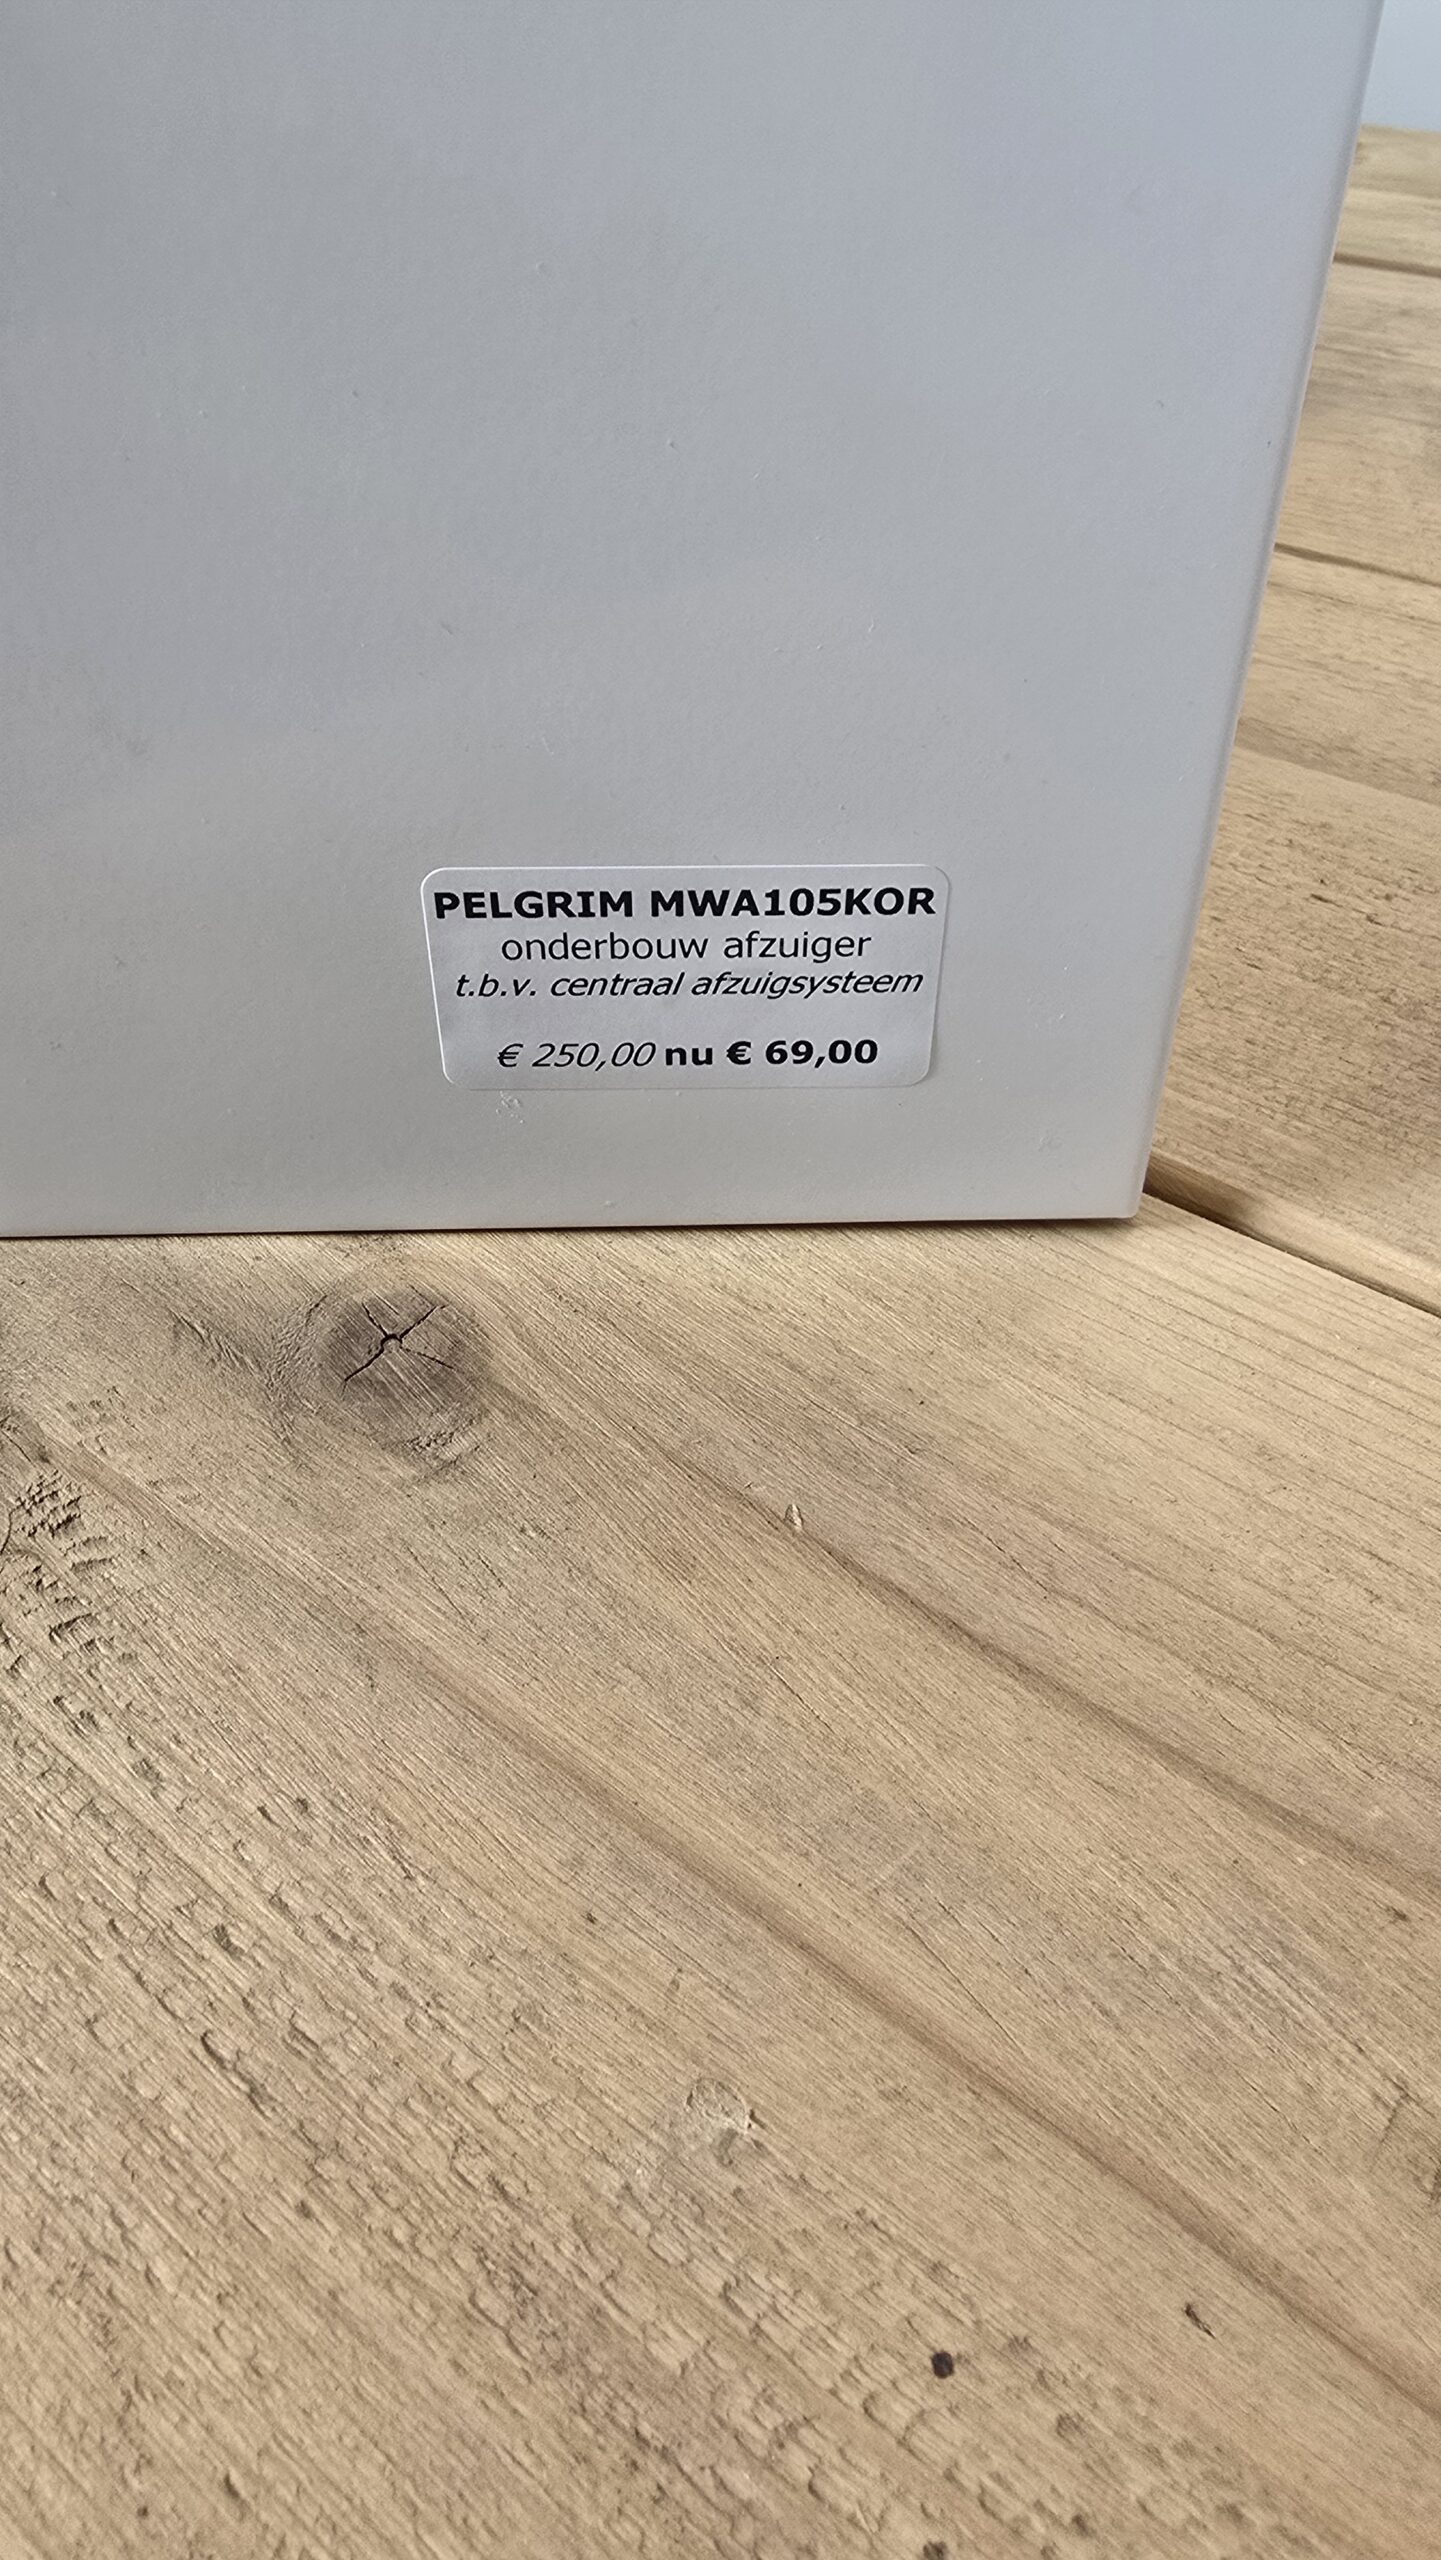 PELGRIM MWA105KOR
onderbouw afzuiger
t.b.v. centraal afzuigsysteem
€ 250,00 nu € 69,00